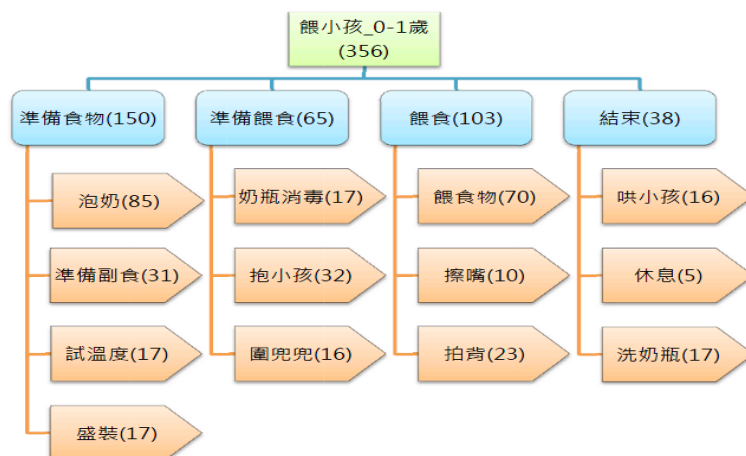 餵小孩_0-1歲
(356)
準備食物(150)
準備餵食(65)
餵食(103)
結束(38)
泡奶(85)
奶瓶消毒(17)
餵食物(70)
哄小孩(16)
準備副食(31)
抱小孩(32)
擦嘴(10)
休息(5)
試溫度(17)
圍兜兜(16)
拍背(23)
洗奶瓶(17)
盛裝(17)